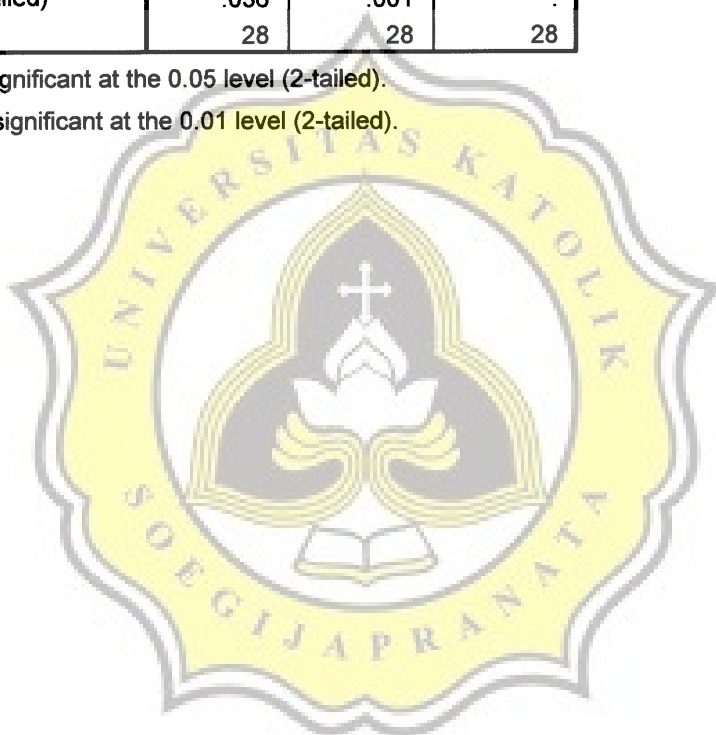 28 28 28
gnificant at the 0.05 level (2-tailed).
significant at the 0.01 level (2-tailed).
UNIVERSITAS KATOLIK
SOEGIJAPRANATA